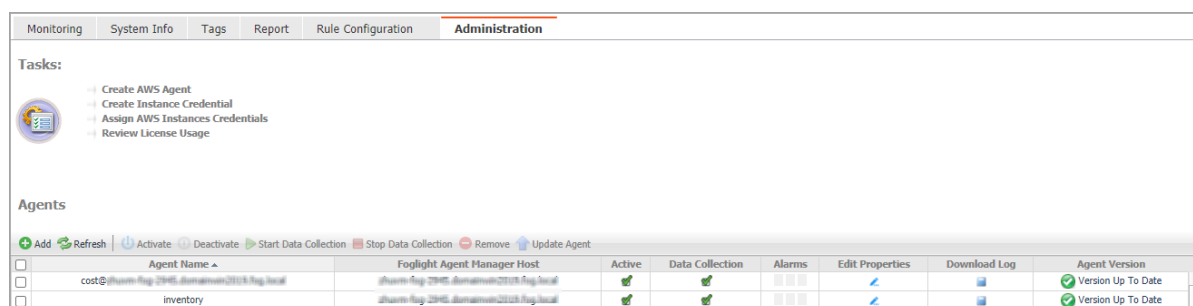 Monitoring System Info Tags Report Rule Configuration Administration
Tasks:
Create AWS Agent
Create Instance Credential
Assign AWS Instances Credentials
Review License Usage
Agents
Add Refresh Activate Deactivate Start Data Collection Stop Data Collection Remove Update Agent
Agent Name Foglight Agent Manager Host Active Data Collection Alarms Edit Properties Download Log Agent Version
cost@ Version Up To Date
inventory Version Up To Date